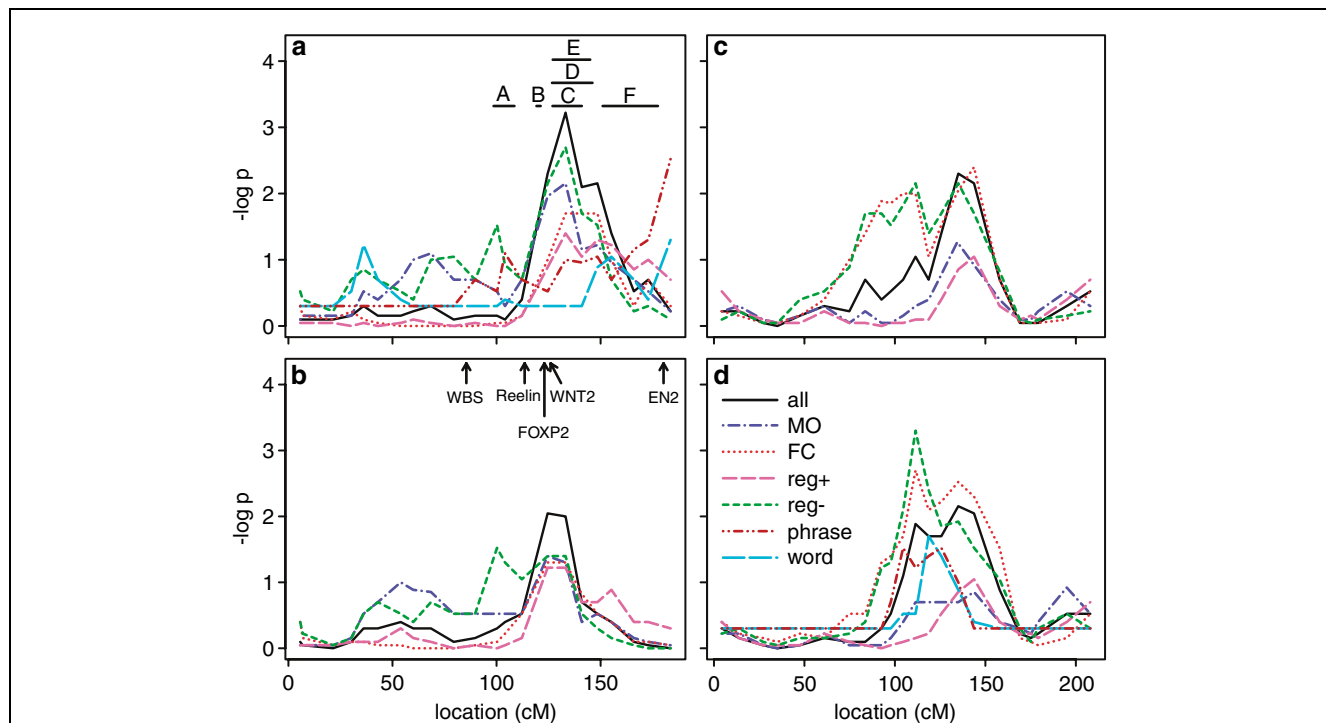 a
E
D
A B C F
4
3
2
1
0
-log p
c
b
WBS
Reelin
WNT2
EN2
FOXP2
4
3
2
1
0
-log p
0 50 100 150
location (cM)
d
all
MO
FC
reg+
reg-
phrase
word
0 50 100 150 200
location (cM)